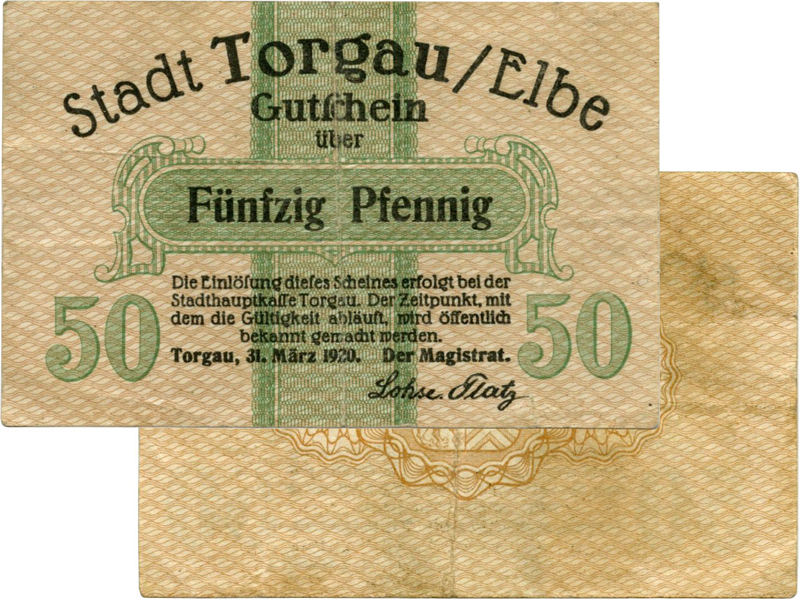 Stadt Torgau/Elbe
Gutſchein
über
Fünfzig Pfennig
Die Einlöſung dieſes Scheines erfolgt bei der
Stadthauptkaſſe Torgau. Der Zeitpunkt, mit
dem die Gültigkeit abläuft, wird öffentlich
bekannt gemacht werden.
Torgau, 31. März 1920. Der Magistrat.
50 50
Lohse. Platz